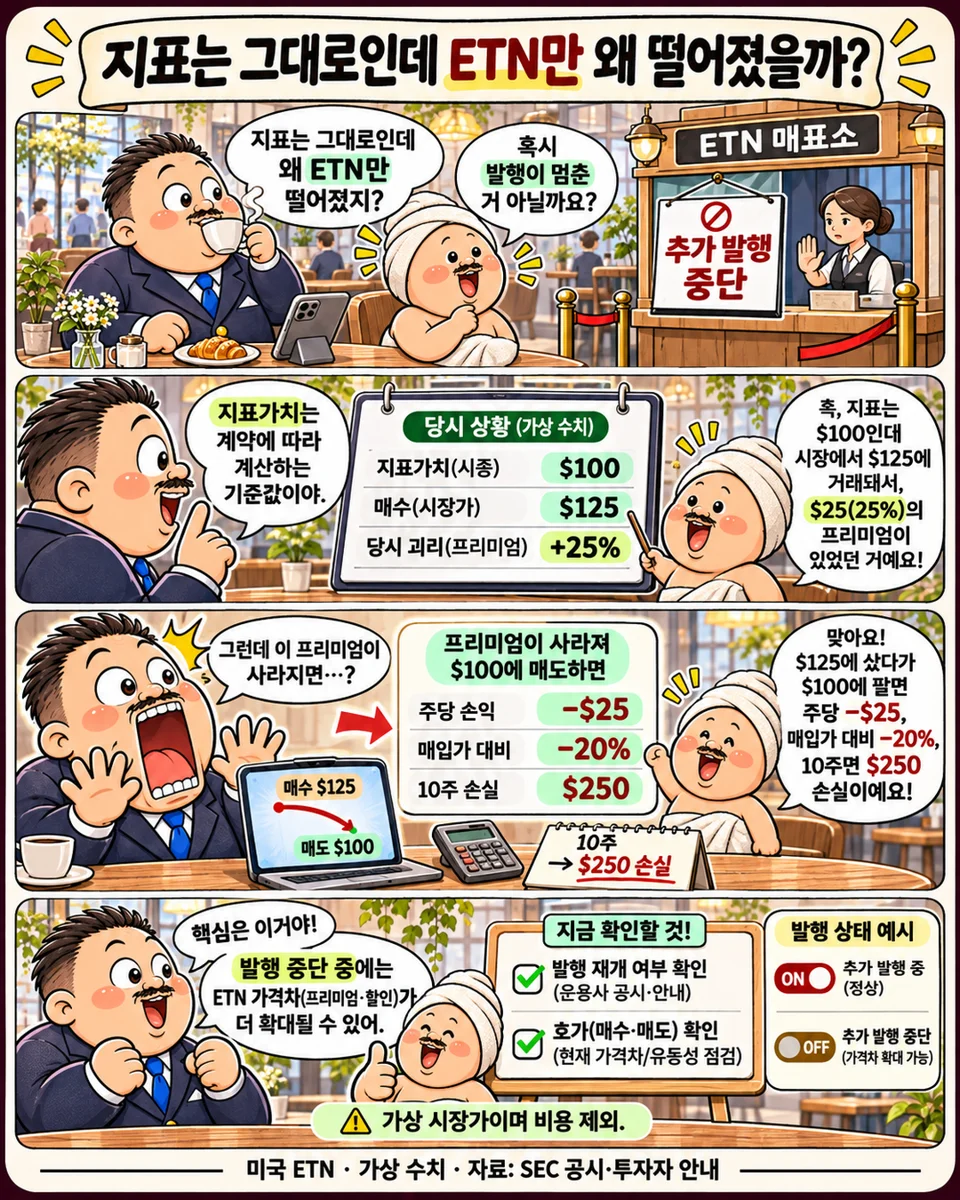 지표는 그대로인데 ETN만 왜 떨어졌을까?
지표는 그대로인데
왜 ETN만
떨어졌지?
혹시
발행이 멈춘
거 아닐까요?
ETN 매표소
추가 발행
중단
지표가치는
계약에 따라
계산하는
기준값이야.
당시 상황 (가상 수치)
지표가치(시종) $100
매수(시장가) $125
당시 괴리(프리미엄) +25%
혹, 지표는
$100인대
시장에서 $125에
거래돼서,
$25(25%)의
프리미엄이
있었던 거예요!
그런데 이 프리미엄이
사라지면…?
프리미엄이 사라져
$100에 매도하면
주당 손익 −$25
매입가 대비 −20%
10주 손실 $250
맞아요!
$125에 샀다가
$100에 팔면
주당 −$25,
매입가 대비 −20%,
10주면 $250
손실이예요!
매수 $125
매도 $100
10주
→ $250 손실
핵심은 이거야!
발행 중단 중에는
ETN 가격차(프리미엄·할인)가
더 확대될 수 있어.
지금 확인할 것!
발행 재개 여부 확인
(운용사 공시·안내)
호가(매수·매도) 확인
(현재 가격차/유동성 점검)
발행 상태 예시
ON 추가 발행 중
(정상)
OFF 추가 발행 중단
(가격차 확대 가능)
가상 시장가이며 비용 제외.
미국 ETN · 가상 수치 · 자료: SEC 공시·투자자 안내